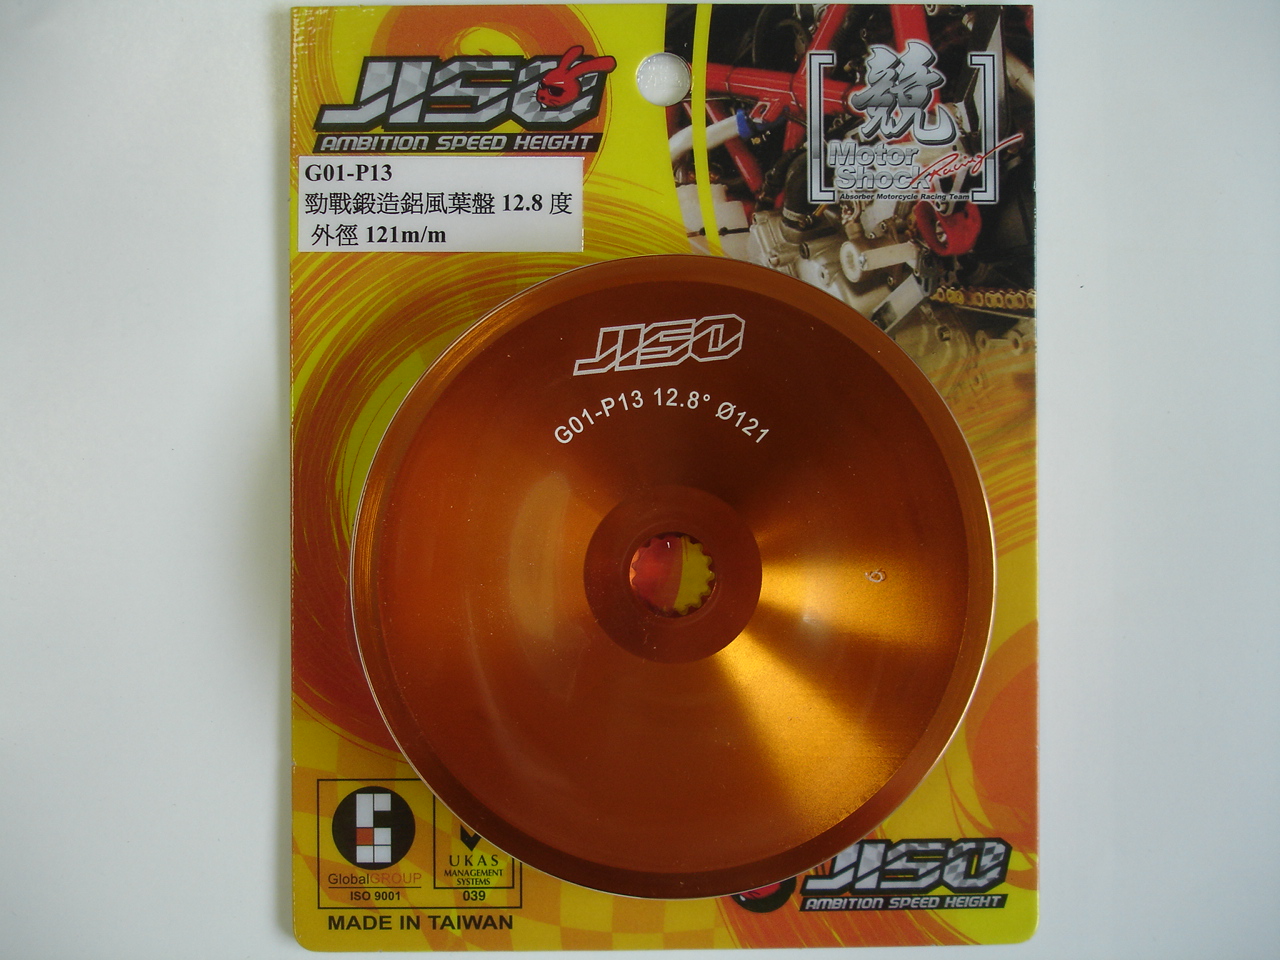 JISO
AMBITION SPEED HEIGHT
競
Motor
Shock Racing
Absorber Motorcycle Racing Team
G01-P13
勁戰鍛造鋁風葉盤 12.8 度
外徑 121m/m
JISO
G01-P13 12.8° Ø121
6
GlobalGROUP
ISO 9001
UKAS
MANAGEMENT
SYSTEMS
039
MADE IN TAIWAN
JISO
AMBITION SPEED HEIGHT